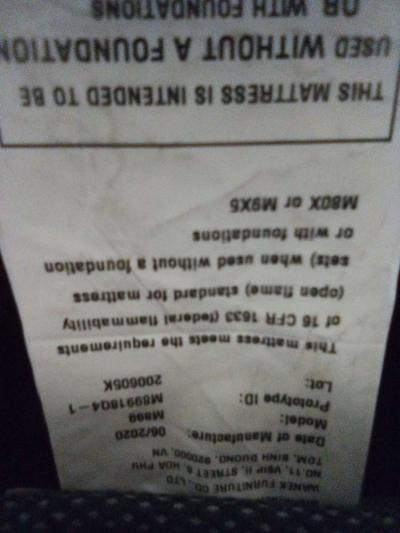 WANEK FURNITURE CO., LTD
NO.11, VSIP II, STREET 6, HOA PHU
TDM, BINH DUONG 820000, VN
Date of Manufacture: 06/2020
Model: M899
Prototype ID: M89918Q4-1
Lot: 200605K
This mattress meets the requirements
of 16 CFR 1633 (federal flammability
(open flame) standard for mattress
sets) when used without a foundation
or with foundations
M80X or M9X5
THIS MATTRESS IS INTENDED TO BE
USED WITHOUT A FOUNDATION
OR WITH FOUNDATIONS